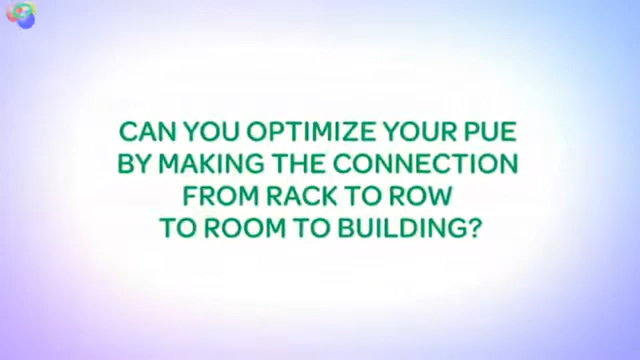 CAN YOU OPTIMIZE YOUR PUE
BY MAKING THE CONNECTION
FROM RACK TO ROW
TO ROOM TO BUILDING?